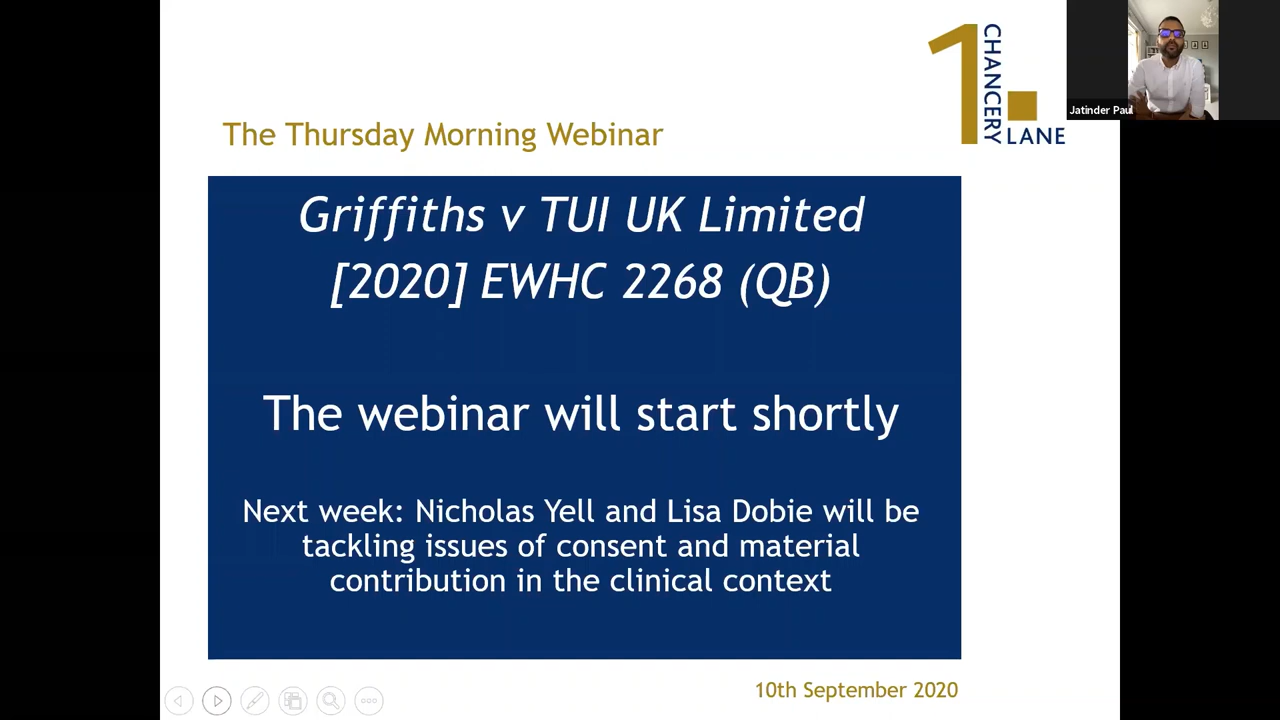 CHANCERY
LANE
Jatinder Paul
The Thursday Morning Webinar
Griffiths v TUI UK Limited
[2020] EWHC 2268 (QB)
The webinar will start shortly
Next week: Nicholas Yell and Lisa Dobie will be
tackling issues of consent and material
contribution in the clinical context
10th September 2020